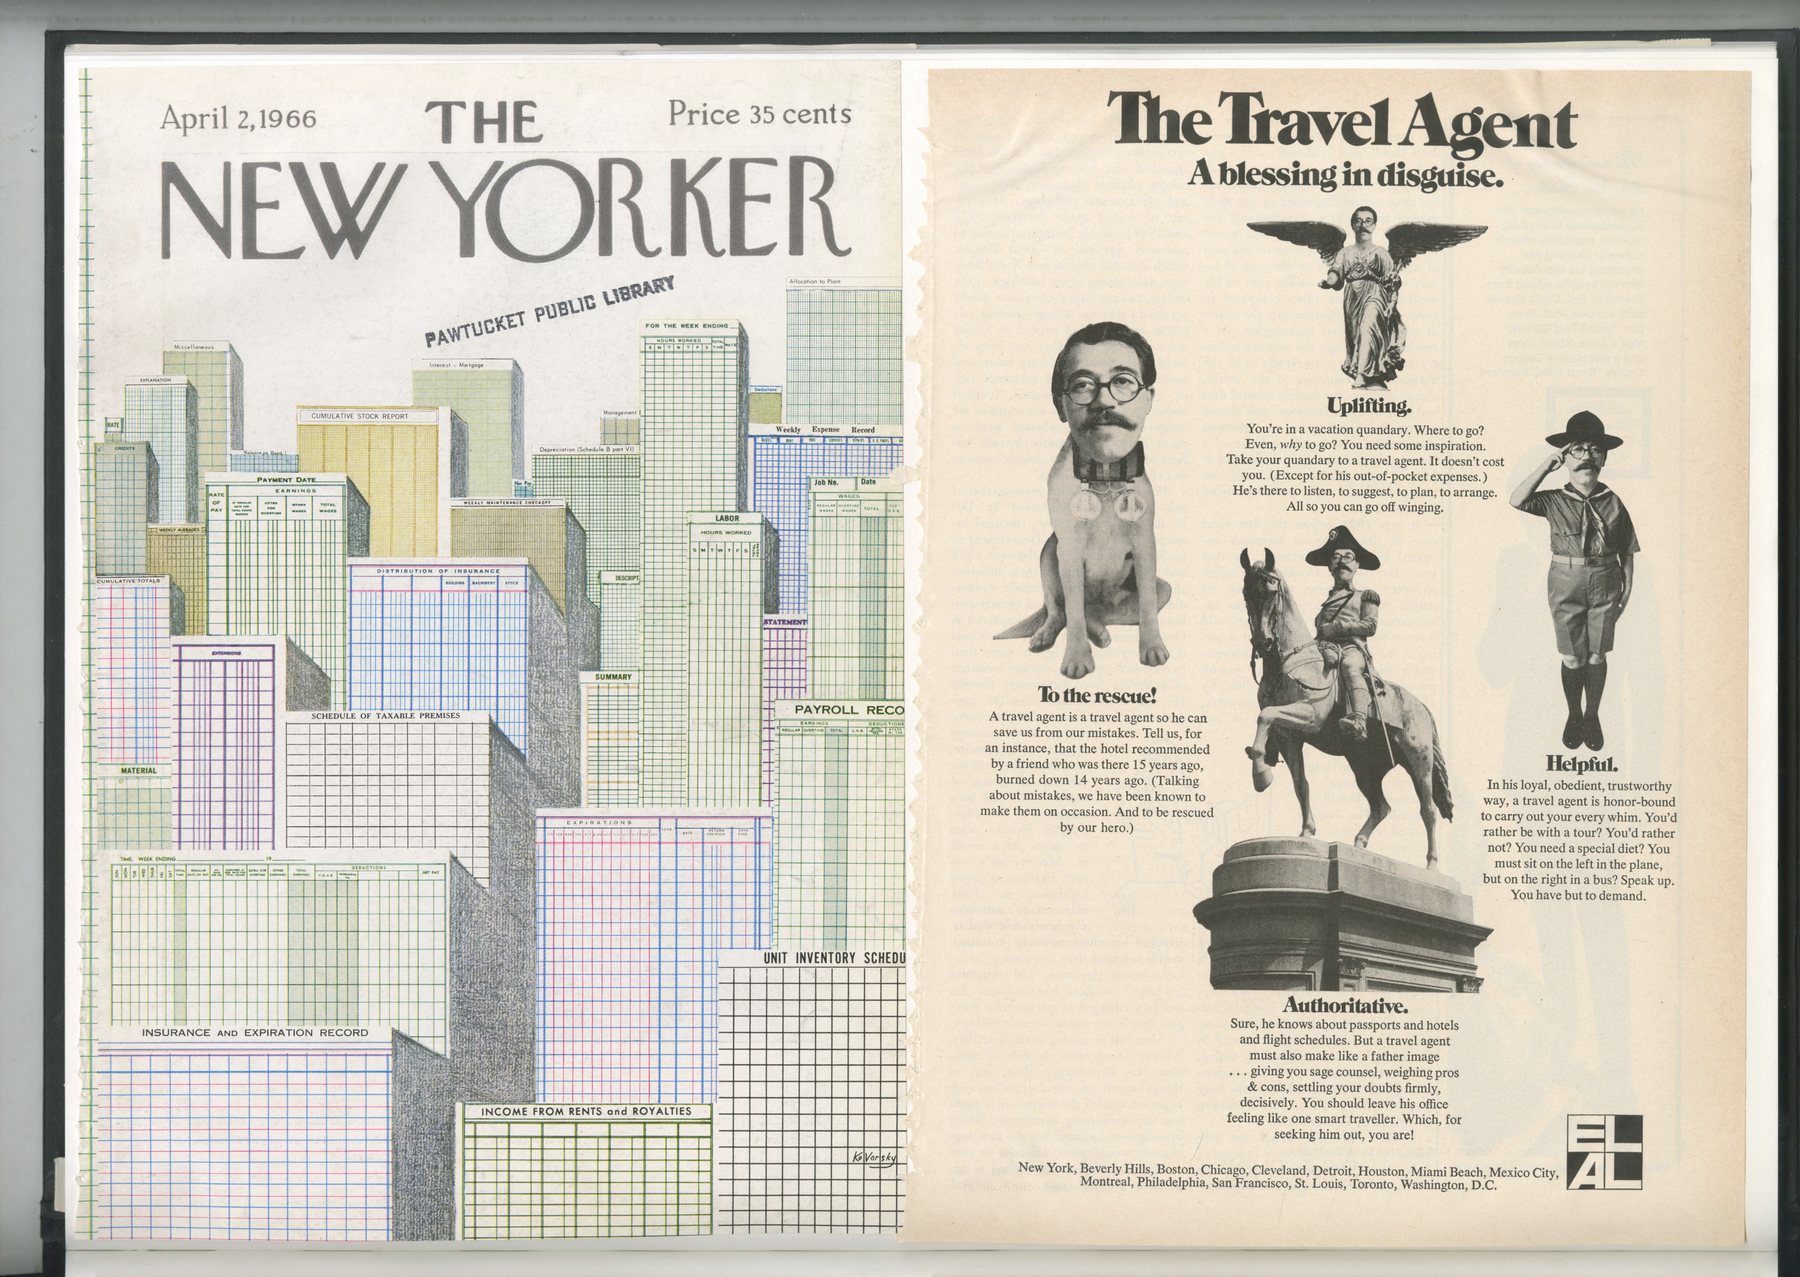 April 2, 1966
THE
Price 35 cents
NEW YORKER
PAWTUCKET PUBLIC LIBRARY
Allocation to Plant
FOR THE WEEK ENDING
HOURS WORKED
TOTAL TIME
RATE
S M T W T F S
Miscellaneous
Interest - Mortgage
EXPLANATION
Deductions
CUMULATIVE STOCK REPORT
Management
RATE
Weekly Expense Record
CREDITS
Depreciation (Schedule B part VI)
PAYMENT DATE
EARNINGS
RATE OF PAY
EXTRA FOR OVERTIME
OTHER WAGES
TOTAL WAGES
Net Pay
Job No.
Date
WAGES
REGULAR WAGES
OVERTIME WAGES
TOTAL
WEEKLY MAINTENANCE CHECKOFF
LABOR
HOURS WORKED
S M T W T F S
WEEKLY AVERAGES
DISTRIBUTION OF INSURANCE
BUILDING MACHINERY STOCK
CUMULATIVE TOTALS
DESCRIPT
STATEMENT
EXTENSIONS
SUMMARY
SCHEDULE OF TAXABLE PREMISES
PAYROLL RECO
EARNINGS
DEDUCTIONS
REGULAR OVERTIME TOTAL
MATERIAL
EXPIRATIONS
TIME, WEEK ENDING
IN
DEDUCTIONS
SUN. MON. TUE. WED. THUR. FRI. SAT.
NET PAY
UNIT INVENTORY SCHEDU
INSURANCE AND EXPIRATION RECORD
INCOME FROM RENTS and ROYALTIES
KoVarsky
The Travel Agent
A blessing in disguise.
Uplifting.
You're in a vacation quandary. Where to go?
Even, why to go? You need some inspiration.
Take your quandary to a travel agent. It doesn't cost
you. (Except for his out-of-pocket expenses.)
He's there to listen, to suggest, to plan, to arrange.
All so you can go off winging.
To the rescue!
A travel agent is a travel agent so he can
save us from our mistakes. Tell us, for
an instance, that the hotel recommended
by a friend who was there 15 years ago,
burned down 14 years ago. (Talking
about mistakes, we have been known to
make them on occasion. And to be rescued
by our hero.)
Helpful.
In his loyal, obedient, trustworthy
way, a travel agent is honor-bound
to carry out your every whim. You'd
rather be with a tour? You'd rather
not? You need a special diet? You
must sit on the left in the plane,
but on the right in a bus? Speak up.
You have but to demand.
Authoritative.
Sure, he knows about passports and hotels
and flight schedules. But a travel agent
must also make like a father image
. . . giving you sage counsel, weighing pros
& cons, settling your doubts firmly,
decisively. You should leave his office
feeling like one smart traveller. Which, for
seeking him out, you are!
New York, Beverly Hills, Boston, Chicago, Cleveland, Detroit, Houston, Miami Beach, Mexico City,
Montreal, Philadelphia, San Francisco, St. Louis, Toronto, Washington, D.C.
EL
AL